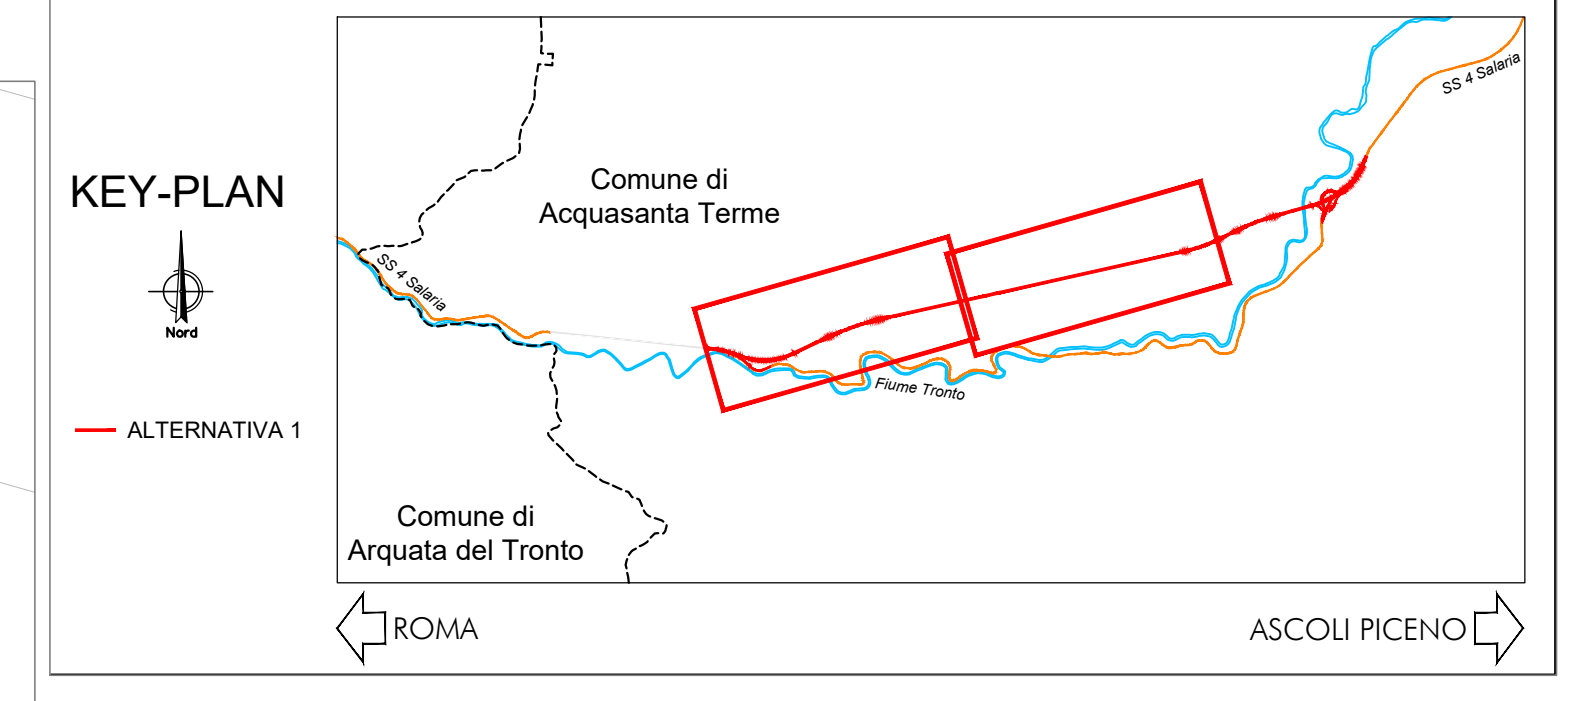 KEY-PLAN
Nord
ALTERNATIVA 1
SS 4 Salaria
Comune di
Acquasanta Terme
SS 4 Salaria
Fiume Tronto
Comune di
Arquata del Tronto
ROMA
ASCOLI PICENO